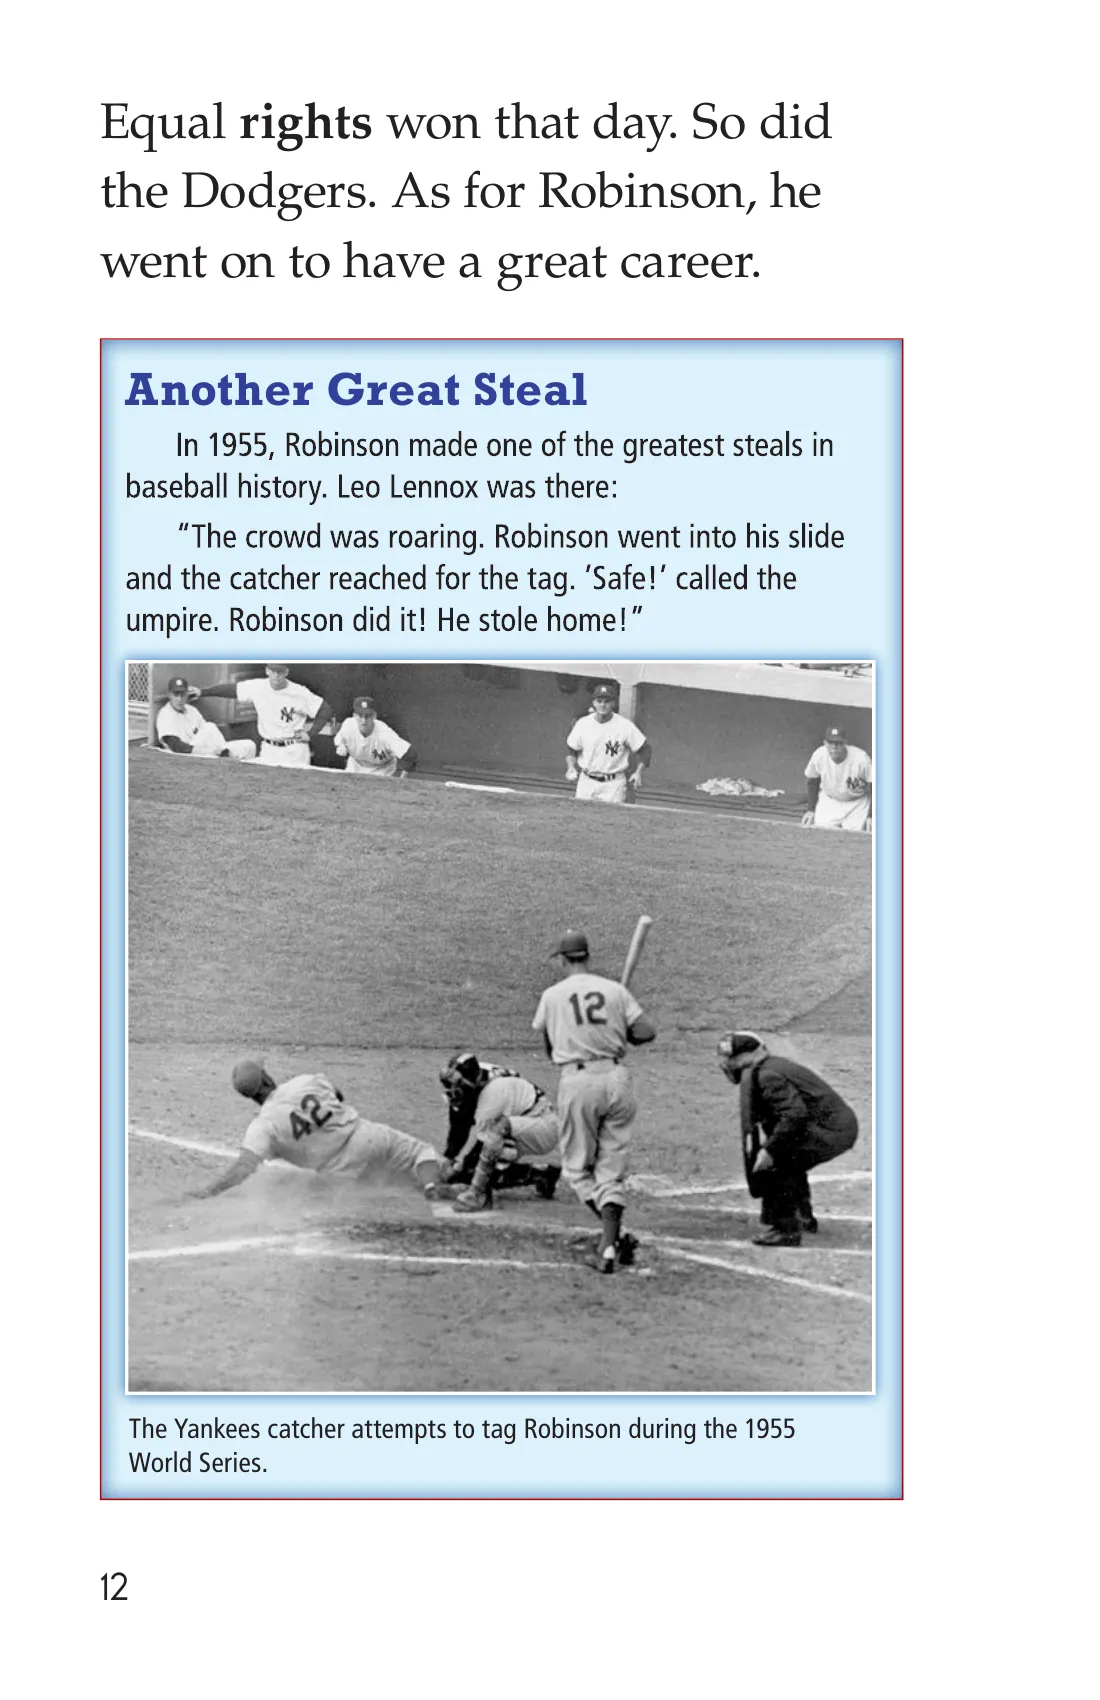 Equal rights won that day. So did
the Dodgers. As for Robinson, he
went on to have a great career.
Another Great Steal
In 1955, Robinson made one of the greatest steals in
baseball history. Leo Lennox was there:
“The crowd was roaring. Robinson went into his slide
and the catcher reached for the tag. ‘Safe!’ called the
umpire. Robinson did it! He stole home!”
12
42
The Yankees catcher attempts to tag Robinson during the 1955
World Series.
12